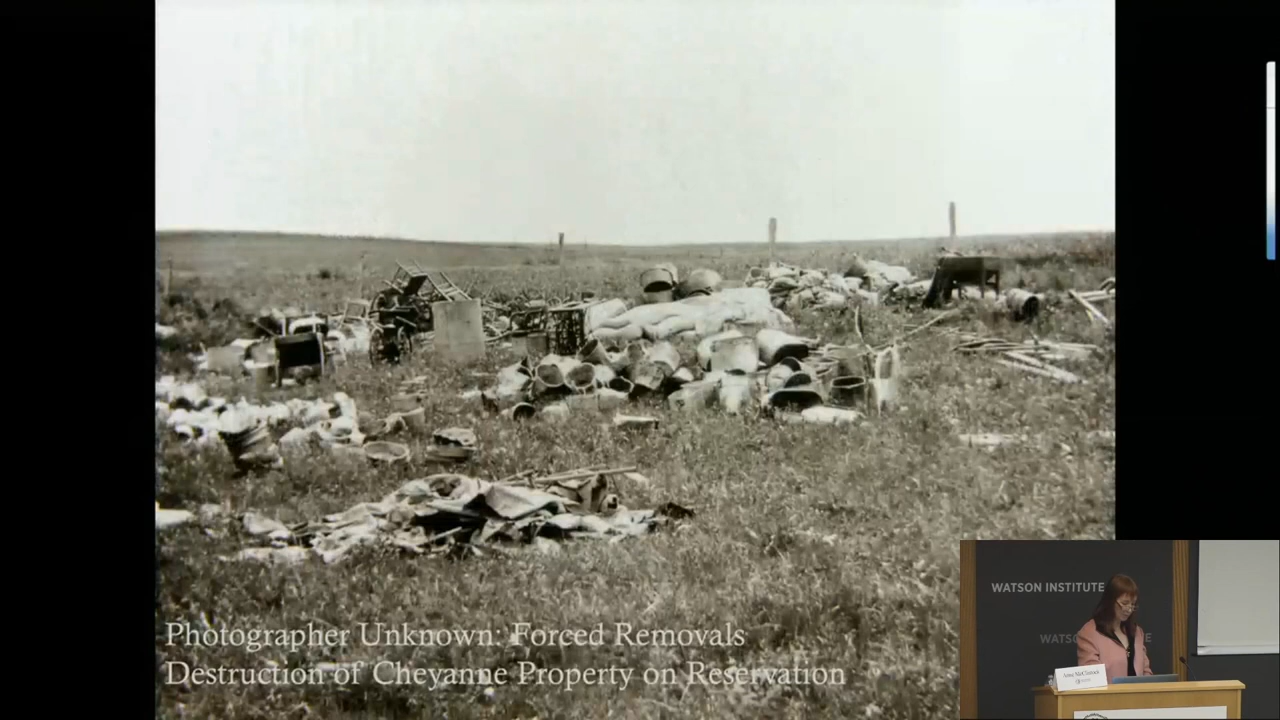 Photographer Unknown: Forced Removals
Destruction of Cheyanne Property on Reservation
WATSON INSTITUTE